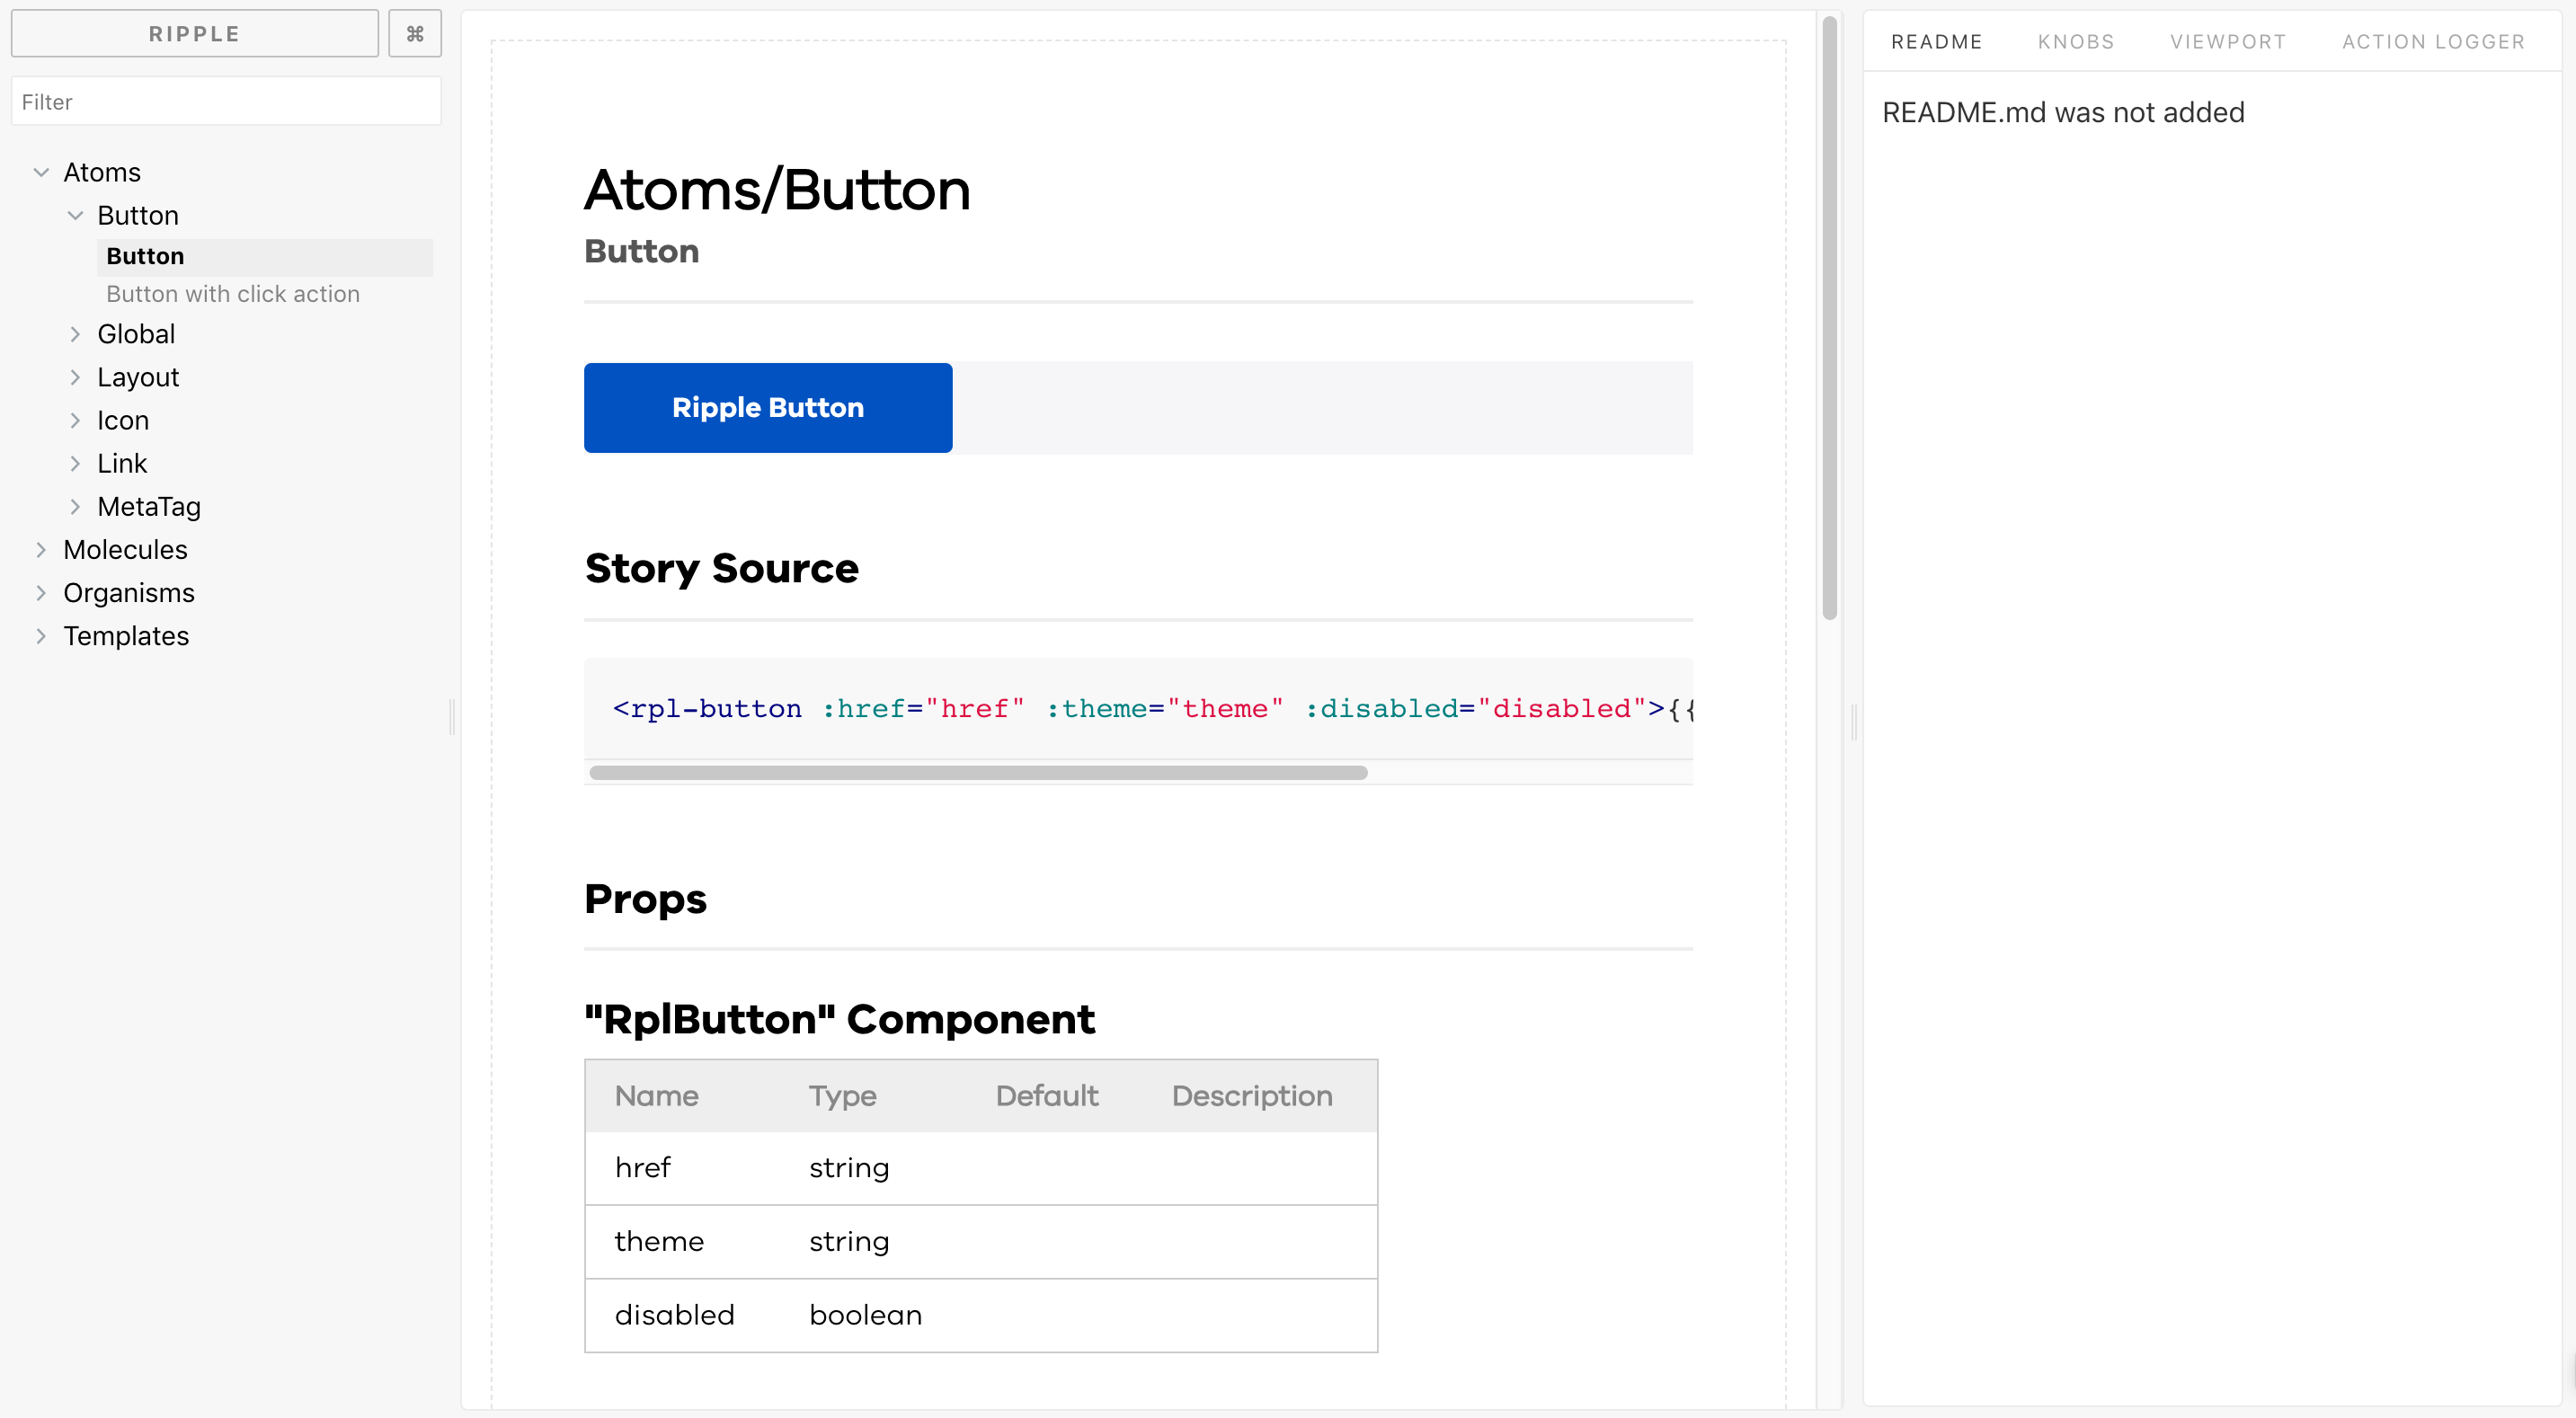 RIPPLE
⌘
Filter
Atoms
Button
Button
Button with click action
Global
Layout
Icon
Link
MetaTag
Molecules
Organisms
Templates
Atoms/Button
Button
Ripple Button
Story Source
<rpl-button :href="href" :theme="theme" :disabled="disabled">{{
Props
"RplButton" Component
Name Type Default Description
href string
theme string
disabled boolean
README KNOBS VIEWPORT ACTION LOGGER
README.md was not added